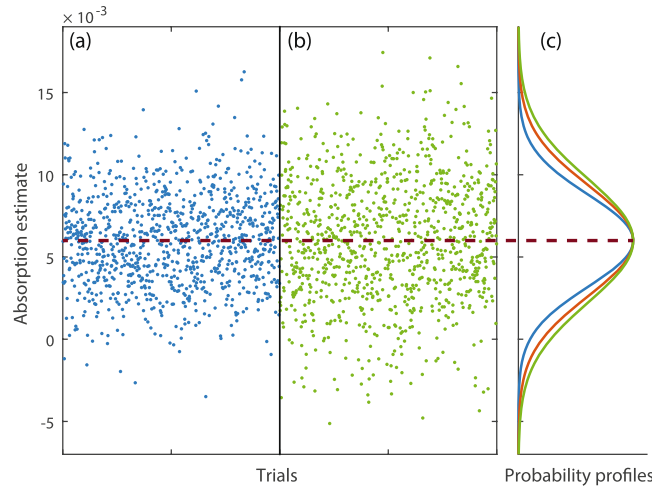 × 10⁻³
(a)
(b)
(c)
15
10
5
0
-5
Absorption estimate
Trials
Probability profiles